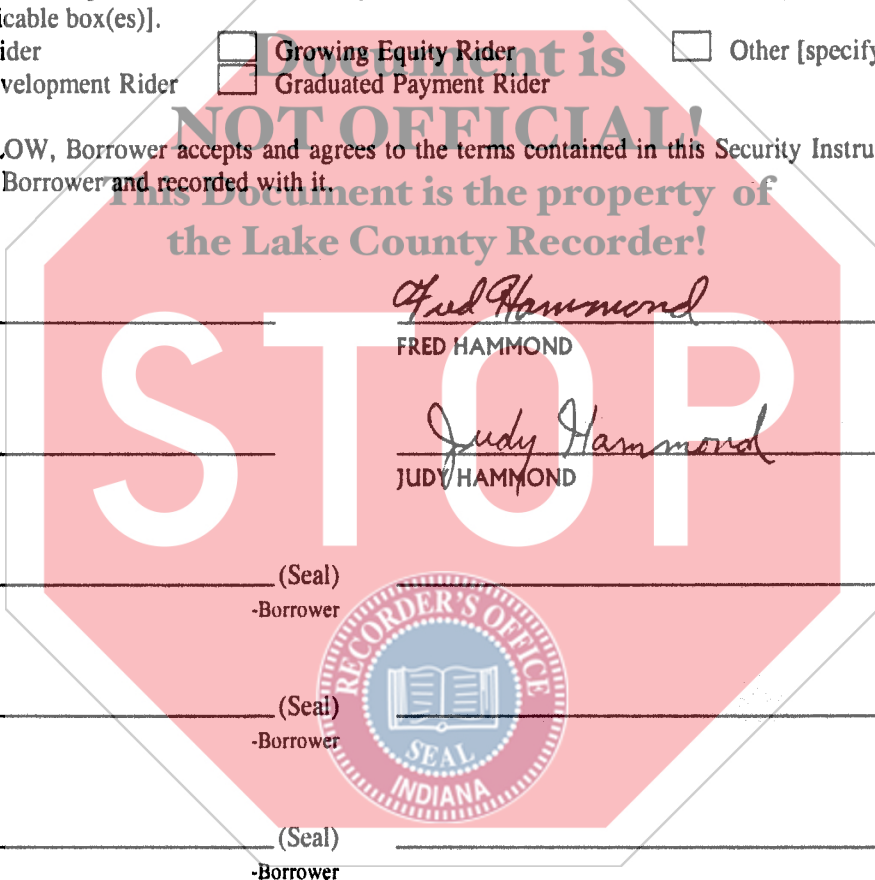 icable box(es)].
ider Growing Equity Rider Other [specify
velopment Rider Graduated Payment Rider
Document is
NOT OFFICIAL!
OW, Borrower accepts and agrees to the terms contained in this Security Instru
Borrower and recorded with it.
This Document is the property of
the Lake County Recorder!
STOP
Fred Hammond
FRED HAMMOND
Judy Hammond
JUDY HAMMOND
(Seal)
-Borrower
RECORDER'S OFFICE
SEAL
INDIANA
(Seal)
-Borrower
(Seal)
-Borrower